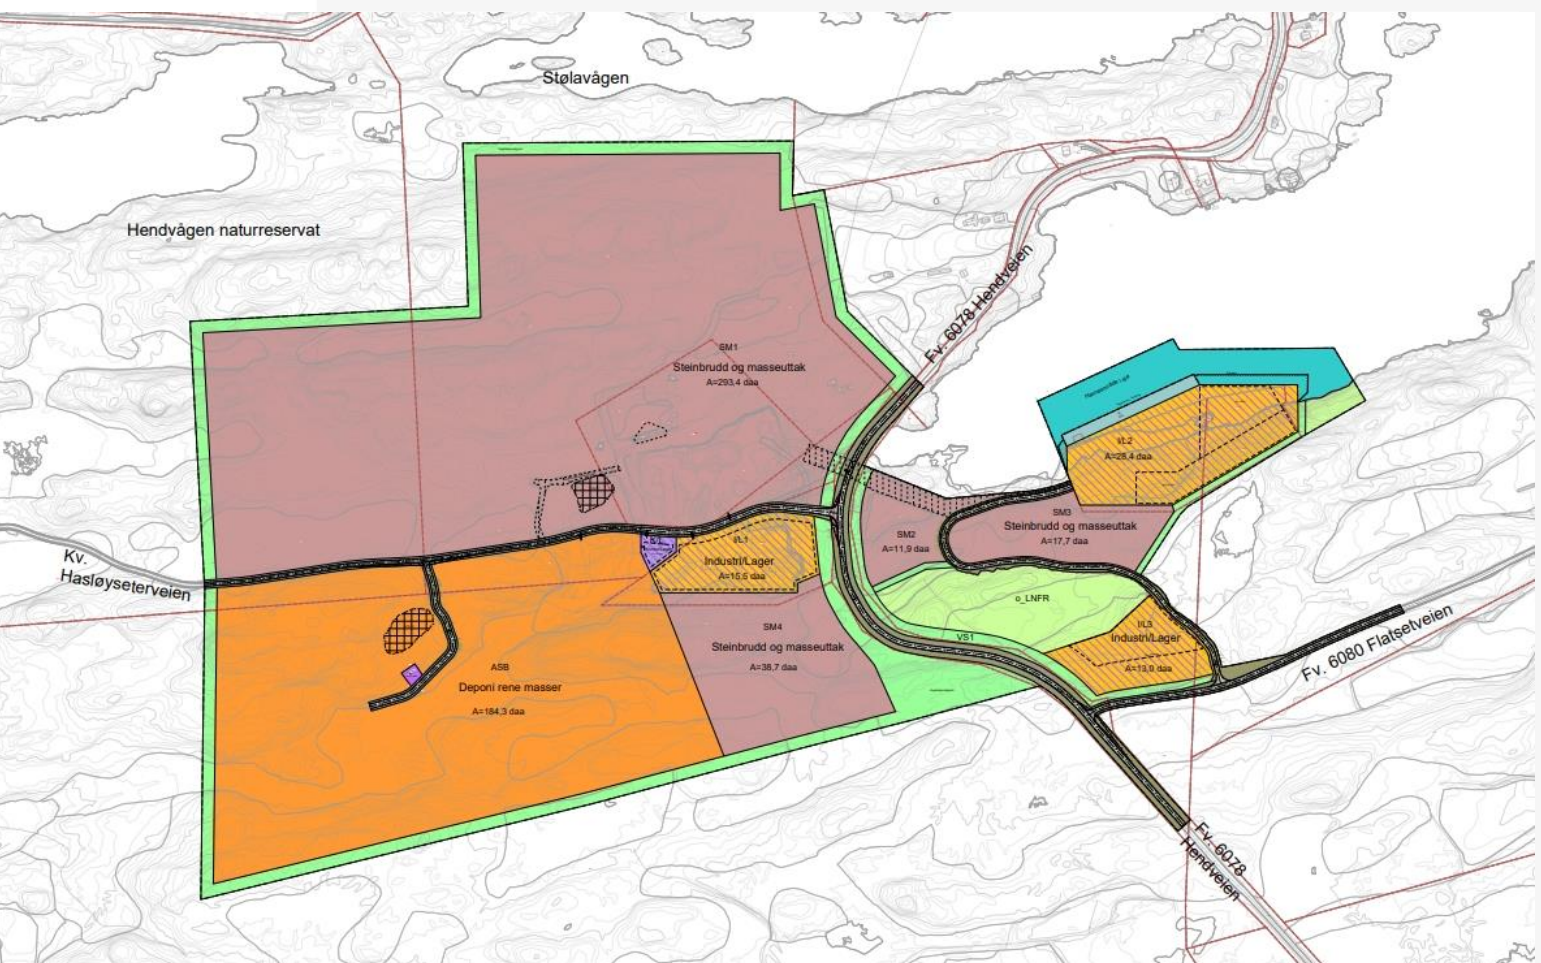 Stølavågen
Hendvågen naturreservat
Fv. 6078 Hendveien
SM1
Steinbrudd og masseuttak
A=293,4 daa
I/L2
A=28,4 daa
SM3
Steinbrudd og masseuttak
A=17,7 daa
SM2
A=11,9 daa
I/L1
Industri/Lager
A=15,5 daa
Kv.
Hasløyseterveien
o_LNFR
VS1
I/L3
Industri/Lager
A=13,0 daa
SM4
Steinbrudd og masseuttak
A=38,7 daa
ASB
Deponi rene masser
A=184,3 daa
Fv. 6080 Flatsetveien
Fv. 6078
Hendveien